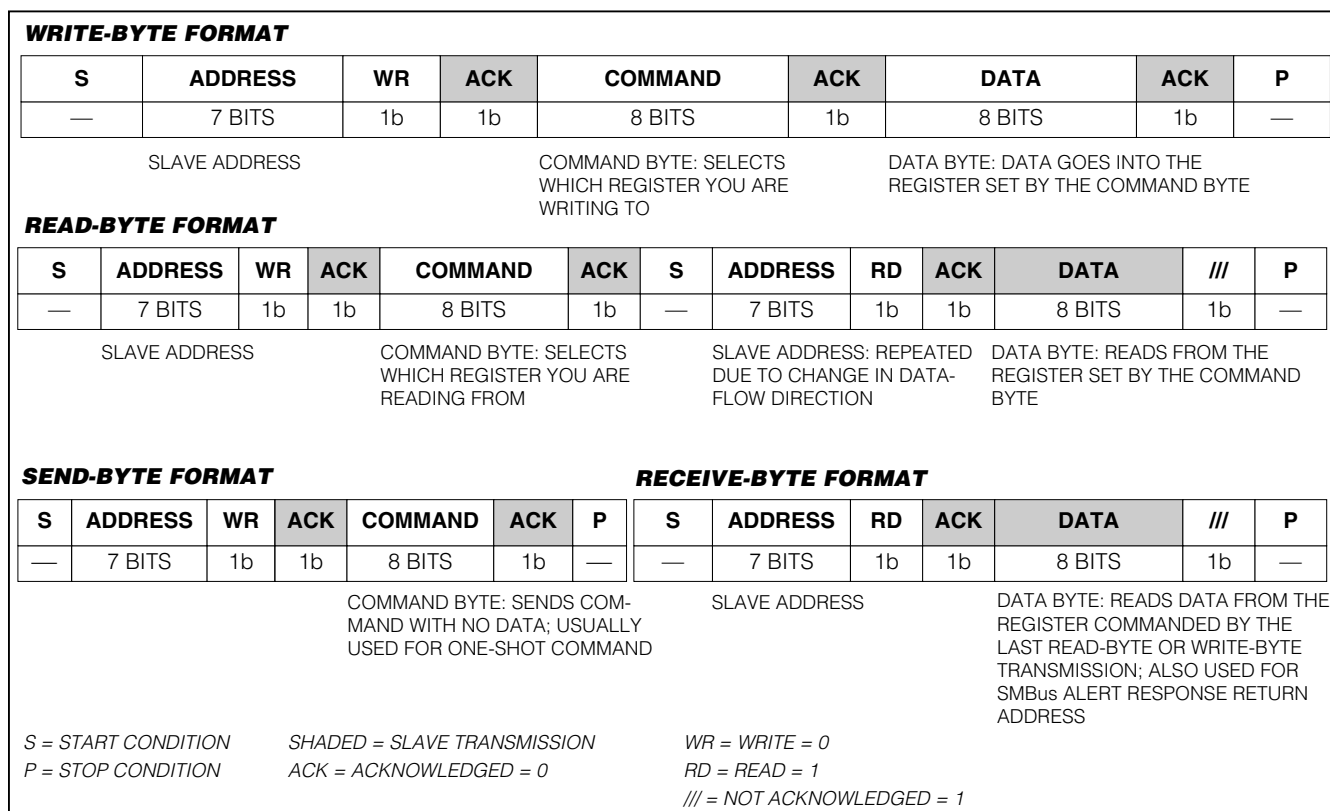 WRITE-BYTE FORMAT
S ADDRESS WR ACK COMMAND ACK DATA ACK P
— 7 BITS 1b 1b 8 BITS 1b 8 BITS 1b —
SLAVE ADDRESS
COMMAND BYTE: SELECTS
WHICH REGISTER YOU ARE
WRITING TO
DATA BYTE: DATA GOES INTO THE
REGISTER SET BY THE COMMAND BYTE
READ-BYTE FORMAT
S ADDRESS WR ACK COMMAND ACK S ADDRESS RD ACK DATA /// P
— 7 BITS 1b 1b 8 BITS 1b — 7 BITS 1b 1b 8 BITS 1b —
SLAVE ADDRESS
COMMAND BYTE: SELECTS
WHICH REGISTER YOU ARE
READING FROM
SLAVE ADDRESS: REPEATED
DUE TO CHANGE IN DATA-
FLOW DIRECTION
DATA BYTE: READS FROM THE
REGISTER SET BY THE COMMAND
BYTE
SEND-BYTE FORMAT
S ADDRESS WR ACK COMMAND ACK P
— 7 BITS 1b 1b 8 BITS 1b —
COMMAND BYTE: SENDS COM-
MAND WITH NO DATA; USUALLY
USED FOR ONE-SHOT COMMAND
RECEIVE-BYTE FORMAT
S ADDRESS RD ACK DATA /// P
— 7 BITS 1b 1b 8 BITS 1b —
SLAVE ADDRESS
DATA BYTE: READS DATA FROM THE
REGISTER COMMANDED BY THE
LAST READ-BYTE OR WRITE-BYTE
TRANSMISSION; ALSO USED FOR
SMBus ALERT RESPONSE RETURN
ADDRESS
S = START CONDITION SHADED = SLAVE TRANSMISSION WR = WRITE = 0
P = STOP CONDITION ACK = ACKNOWLEDGED = 0 RD = READ = 1
/// = NOT ACKNOWLEDGED = 1